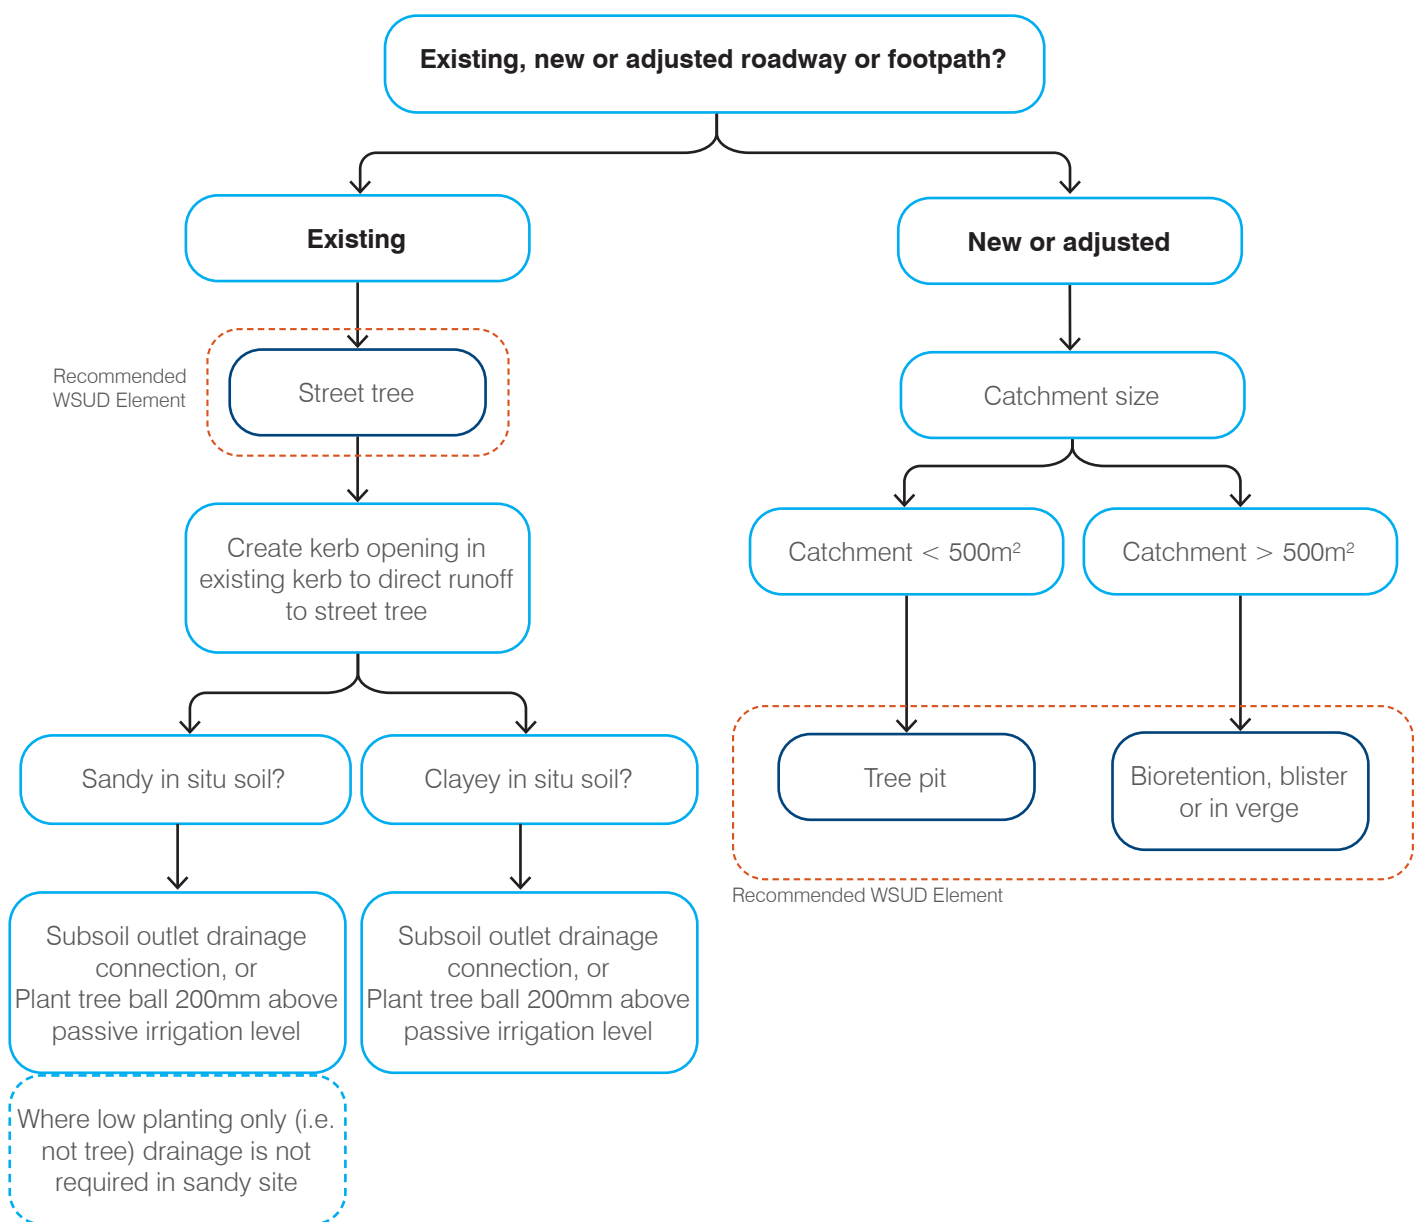 Existing, new or adjusted roadway or footpath?
Existing
New or adjusted
Recommended
WSUD Element
Street tree
Catchment size
Create kerb opening in
existing kerb to direct runoff
to street tree
Catchment < 500m²
Catchment > 500m²
Sandy in situ soil?
Clayey in situ soil?
Tree pit
Bioretention, blister
or in verge
Recommended WSUD Element
Subsoil outlet drainage
connection, or
Plant tree ball 200mm above
passive irrigation level
Subsoil outlet drainage
connection, or
Plant tree ball 200mm above
passive irrigation level
Where low planting only (i.e.
not tree) drainage is not
required in sandy site